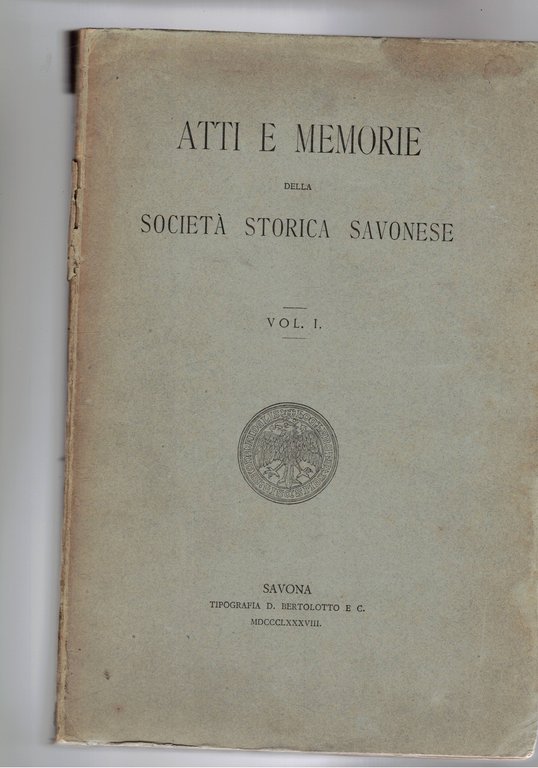 ATTI E MEMORIE
DELLA
SOCIETÀ STORICA SAVONESE
VOL. I.
SAVONA
TIPOGRAFIA D. BERTOLOTTO E C.
MDCCCLXXXVIII.